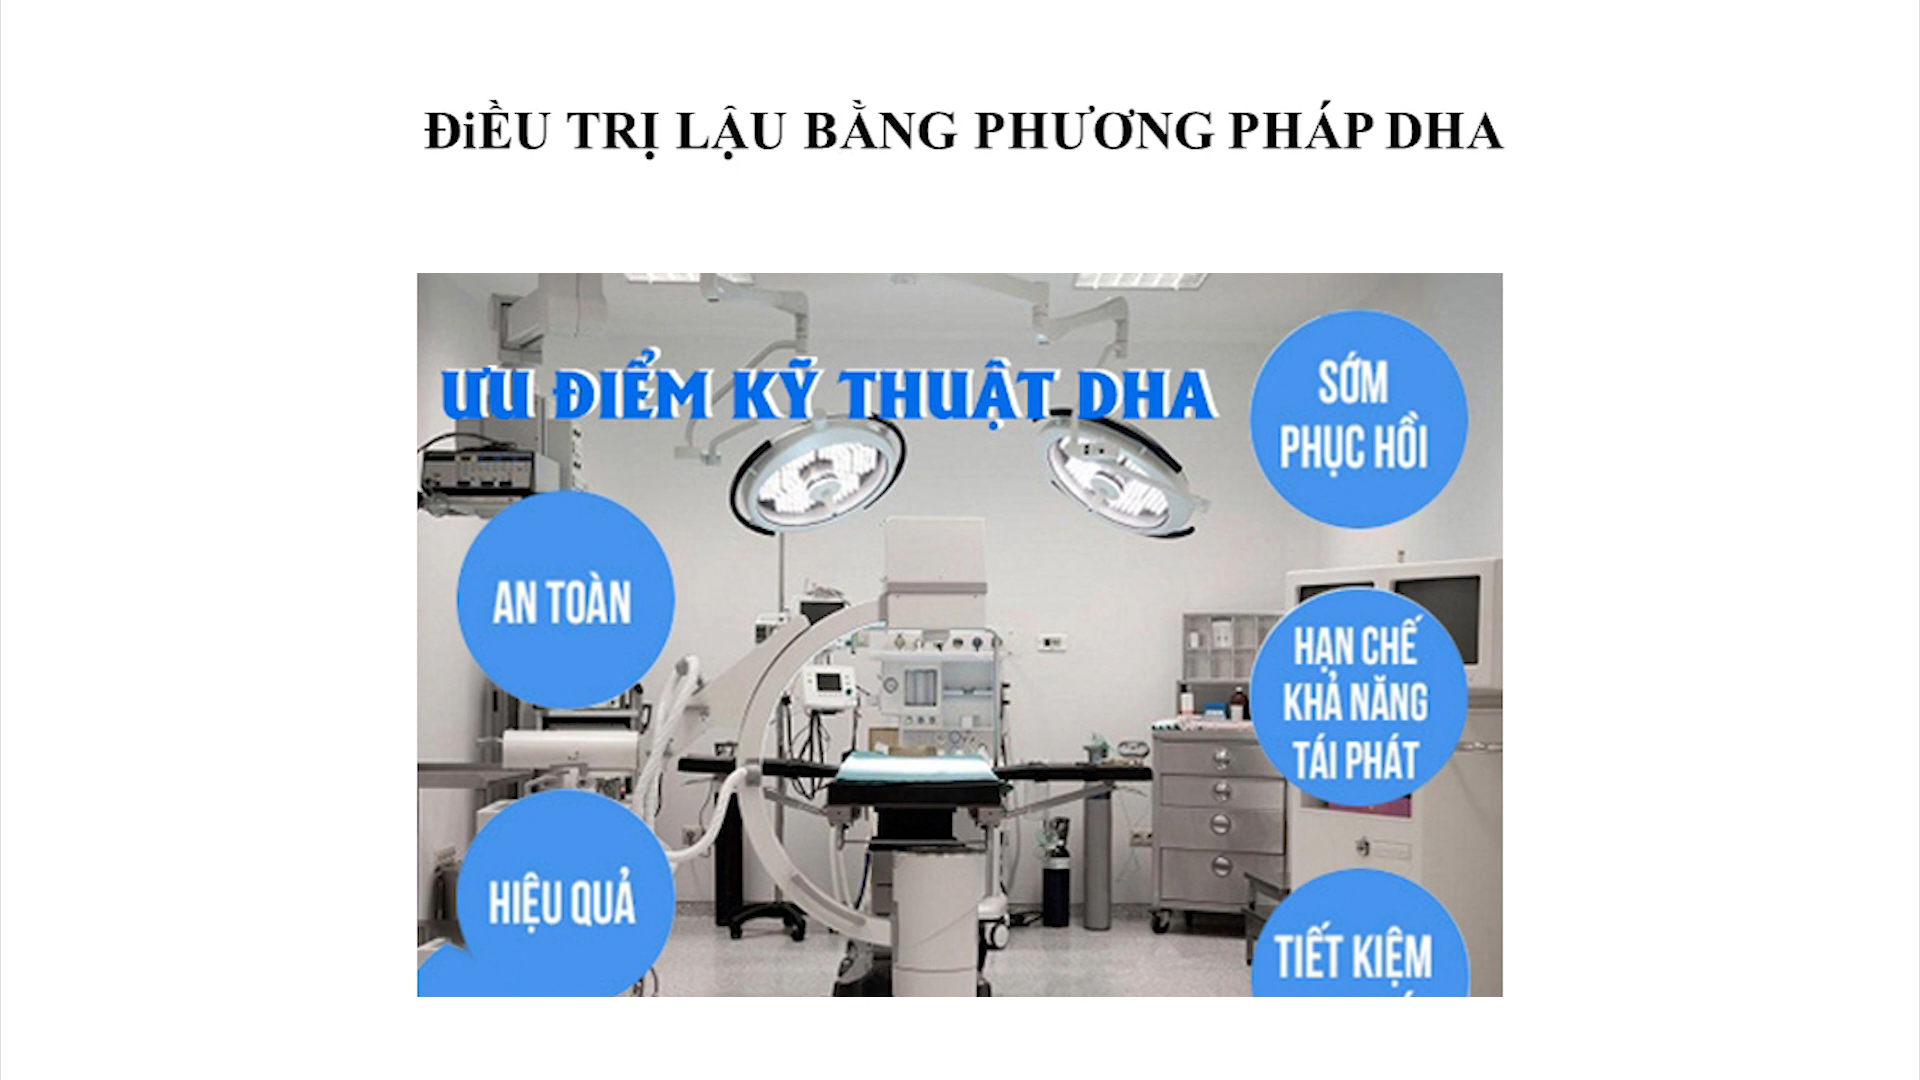 ĐiỀU TRỊ LẬU BẰNG PHƯƠNG PHÁP DHA
ƯU ĐIỂM KỸ THUẬT DHA
SỚM
PHỤC HỒI
AN TOÀN
HẠN CHẾ
KHẢ NĂNG
TÁI PHÁT
HIỆU QUẢ
TIẾT KIỆM